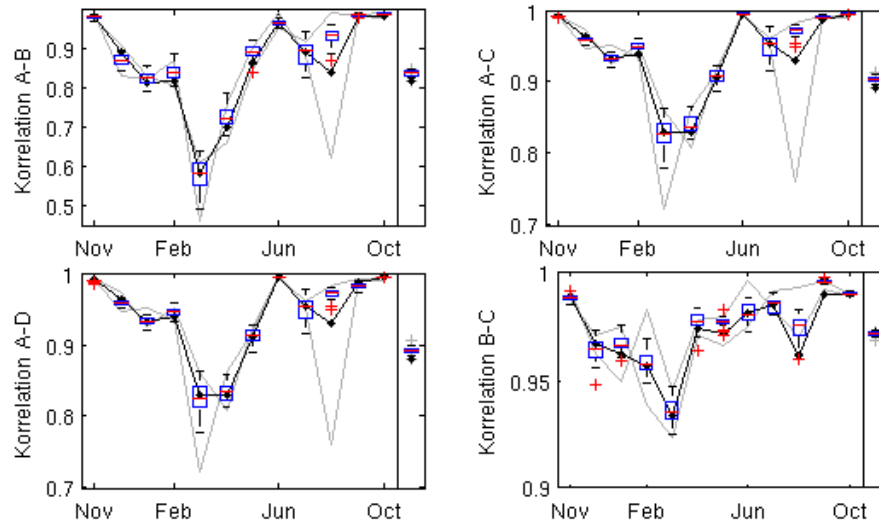 Korrelation A-B
0.9
0.8
0.7
0.6
0.5
Nov Feb Jun Oct
Korrelation A-C
1
0.9
0.8
0.7
Nov Feb Jun Oct
Korrelation A-D
1
0.9
0.8
0.7
Nov Feb Jun Oct
Korrelation B-C
1
0.95
0.9
Nov Feb Jun Oct